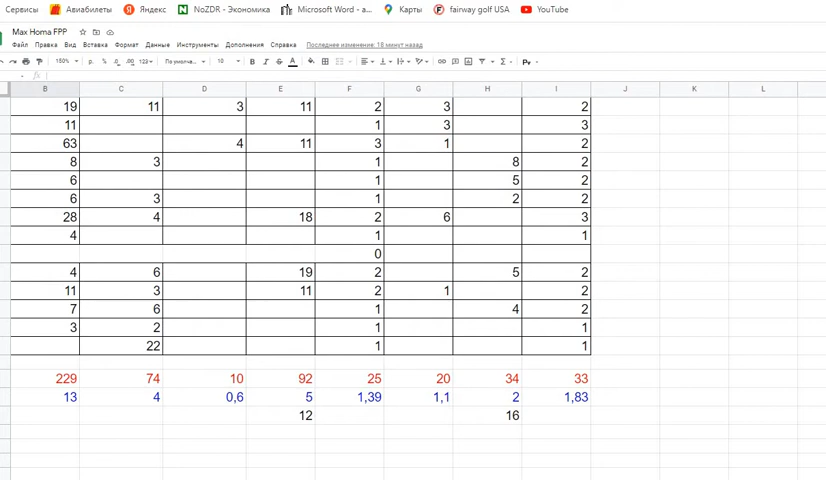 Сервисы Авиабилеты Яндекс NoZDR - Экономика Microsoft Word - a... Карты fairway golf USA YouTube
Max Homa FPP
Файл Правка Вид Вставка Формат Данные Инструменты Дополнения Справка Последнее изменение: 18 минут назад
150% р. % .0 .00 123 По умолча... 10 B I S A Σ Pₑ
fx
B C D E F G H I J K L
19 11 3 11 2 3 2
11 1 3 3
63 4 11 3 1 2
8 3 1 8 2
6 1 5 2
6 3 1 2 2
28 4 18 2 6 3
4 1 1
0
4 6 19 2 5 2
11 3 11 2 1 2
7 6 1 4 2
3 2 1 1
22 1 1
229 74 10 92 25 20 34 33
13 4 0,6 5 1,39 1,1 2 1,83
12 16